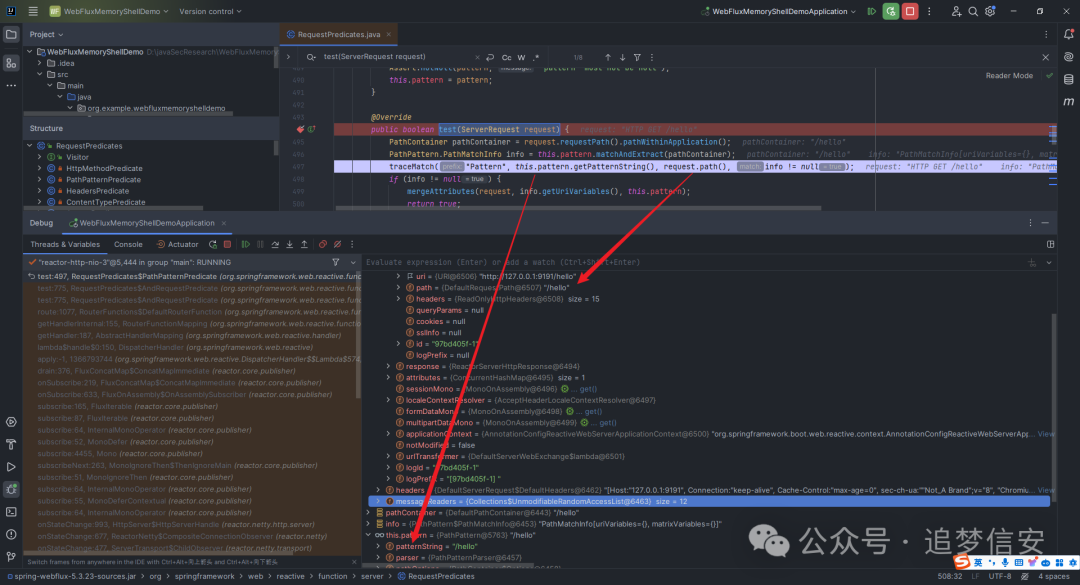 WF WebFluxMemoryShellDemo Version control
WebFluxMemoryShellDemoApplication
Project
WebFluxMemoryShellDemo D:\javaSecResearch\WebFluxMemory
.idea
src
main
java
org.example.webfluxmemoryshelldemo
Structure
RequestPredicates
Visitor
HttpMethodPredicate
PathPatternPredicate
HeadersPredicate
ContentTypePredicate
RequestPredicates.java
test(ServerRequest request)
Cc W .*
1/8
Reader Mode
this.pattern = pattern;
}
@Override
public boolean test(ServerRequest request) { request: "HTTP GET /hello"
PathContainer pathContainer = request.requestPath().pathWithinApplication(); pathContainer: "/hello"
PathPattern.PathMatchInfo info = this.pattern.matchAndExtract(pathContainer); pathContainer: "/hello" info: "PathMatchInfo[uriVariables={}, mat
traceMatch( "Pattern", this.pattern.getPatternString(), request.path(), info != null = true ); request: "HTTP GET /hello" info: "Path
if (info != null = true ) {
mergeAttributes(request, info.getUriVariables(), this.pattern);
return true;
Debug WebFluxMemoryShellDemoApplication
Threads & Variables Console Actuator
"reactor-http-nio-3"@5,444 in group "main": RUNNING
test:497, RequestPredicates$PathPatternPredicate (org.springframework.web.reactive.func
test:775, RequestPredicates$AndRequestPredicate (org.springframework.web.reactive.fun
test:775, RequestPredicates$AndRequestPredicate (org.springframework.web.reactive.fun
route:1077, RouterFunctions$DefaultRouterFunction (org.springframework.web.reactive.fun
getHandlerInternal:155, RouterFunctionMapping (org.springframework.web.reactive.functio
getHandler:187, AbstractHandlerMapping (org.springframework.web.reactive.handler)
lambda$handle$0:150, DispatcherHandler (org.springframework.web.reactive)
apply:-1, 1366793744 (org.springframework.web.reactive.DispatcherHandler$$Lambda$574
drain:376, FluxConcatMap$ConcatMapImmediate (reactor.core.publisher)
onSubscribe:219, FluxConcatMap$ConcatMapImmediate (reactor.core.publisher)
onSubscribe:633, FluxOnAssembly$OnAssemblySubscriber (reactor.core.publisher)
subscribe:165, FluxIterable (reactor.core.publisher)
subscribe:87, FluxIterable (reactor.core.publisher)
subscribe:64, InternalMonoOperator (reactor.core.publisher)
subscribe:52, MonoDefer (reactor.core.publisher)
subscribe:4455, Mono (reactor.core.publisher)
subscribeNext:263, MonoIgnoreThen$ThenIgnoreMain (reactor.core.publisher)
subscribe:51, MonoIgnoreThen (reactor.core.publisher)
subscribe:64, InternalMonoOperator (reactor.core.publisher)
subscribe:55, MonoDeferContextual (reactor.core.publisher)
onStateChange:993, HttpServer$HttpServerHandle (reactor.netty.http.server)
onStateChange:677, ReactorNetty$CompositeConnectionObserver (reactor.netty)
onStateChange:477, ServerTransport$ChildObserver (reactor.netty.transport)
Switch frames from anywhere in the IDE with Ctrl+Alt+向上箭头 and Ctrl+Alt+向下箭头
Evaluate expression (Enter) or add a watch (Ctrl+Shift+Enter)
uri = {URI@6506} "http://127.0.0.1:9191/hello"
path = {DefaultRequestPath@6507} "/hello"
headers = {ReadOnlyHttpHeaders@6508} size = 15
queryParams = null
cookies = null
sslInfo = null
id = "97bd405f-1"
logPrefix = null
response = {ReactorServerHttpResponse@6494}
attributes = {ConcurrentHashMap@6495} size = 1
sessionMono = {MonoOnAssembly@6496} ... get()
localeContextResolver = {AcceptHeaderLocaleContextResolver@6497}
formDataMono = {MonoOnAssembly@6498} ... get()
multipartDataMono = {MonoOnAssembly@6499} ... get()
applicationContext = {AnnotationConfigReactiveWebServerApplicationContext@6500} "org.springframework.boot.web.reactive.context.AnnotationConfigReactiveWebServerAp... View
notModified = false
urlTransformer = {DefaultServerWebExchange$lambda@6501}
logId = "97bd405f-1"
logPrefix = "[97bd405f-1] "
headers = {DefaultServerRequest$DefaultHeaders@6462} "[Host:"127.0.0.1:9191", Connection:"keep-alive", Cache-Control:"max-age=0", sec-ch-ua:""Not_A Brand";v="8", "Chromiu... View
messageReaders = {Collections$UnmodifiableRandomAccessList@6463} size = 12
pathContainer = {DefaultPathContainer@6443} "/hello"
info = {PathPattern$PathMatchInfo@6453} "PathMatchInfo[uriVariables={}, matrixVariables={}]"
this.pattern = {PathPattern@5763} "/hello"
patternString = "/hello"
parser = {PathPatternParser@6457}
公众号 · 追梦信安
英
spring-webflux-5.3.23-sources.jar > org > springframework > web > reactive > function > server > RequestPredicates
508:32 LF UTF-8 4 spaces